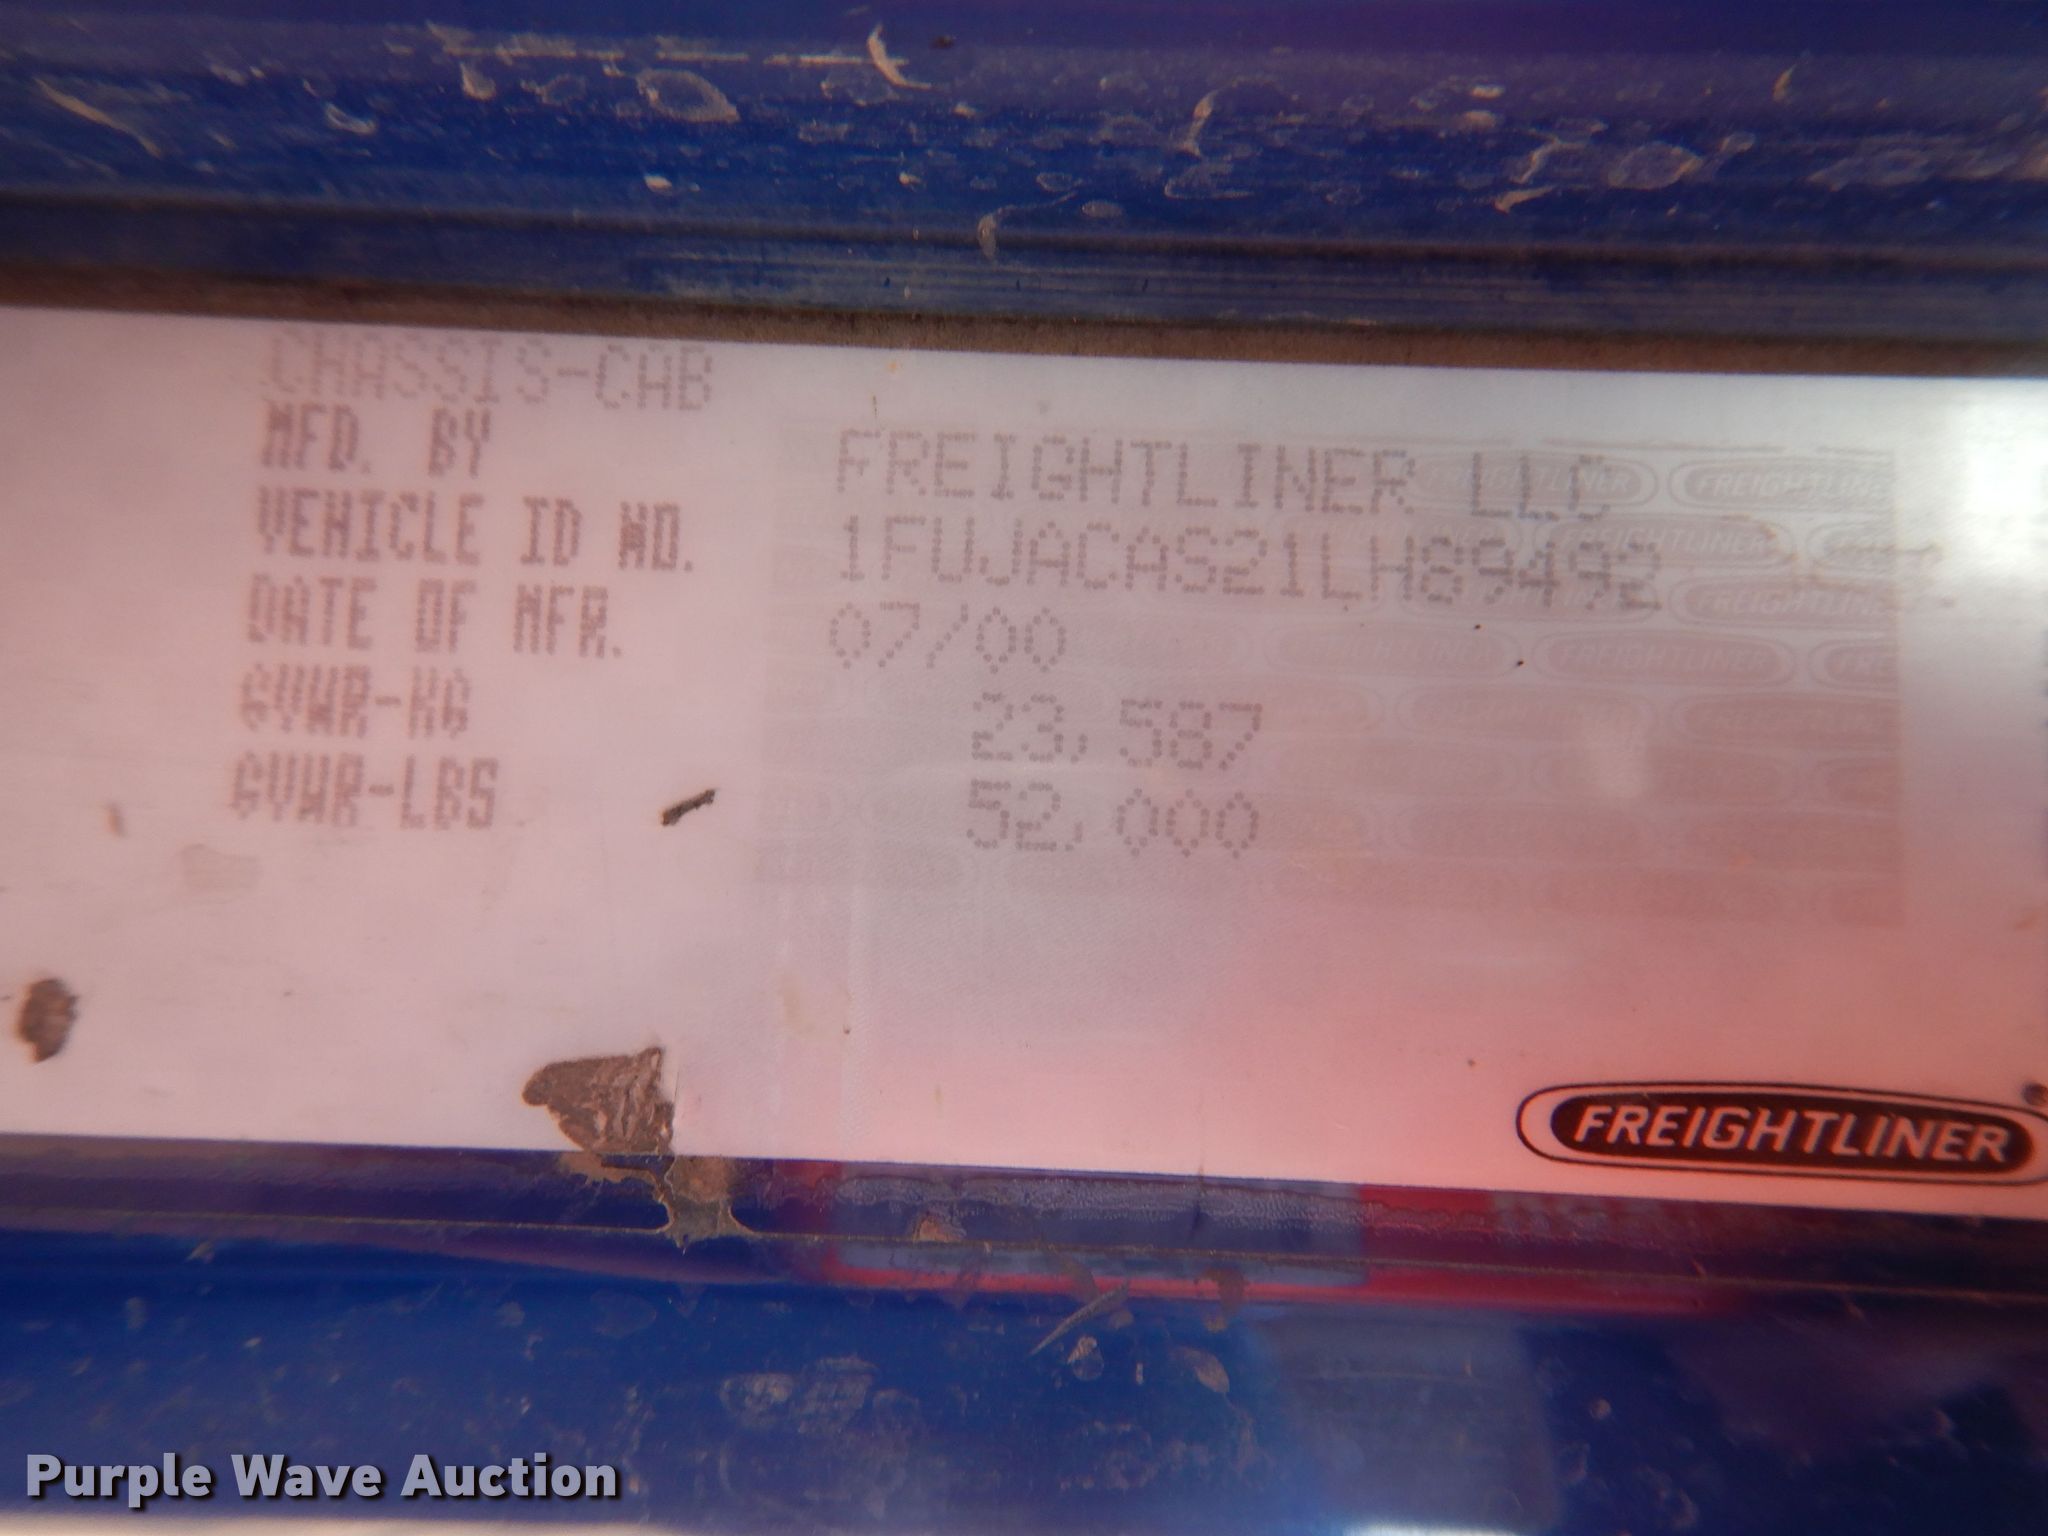 CHASSIS-CAB
MFD. BY FREIGHTLINER LLC
VEHICLE ID NO. 1FUJACAS21LH89492
DATE OF MFR. 07/00
GVWR-KG 23,587
GVWR-LBS 52,000
FREIGHTLINER
Purple Wave Auction